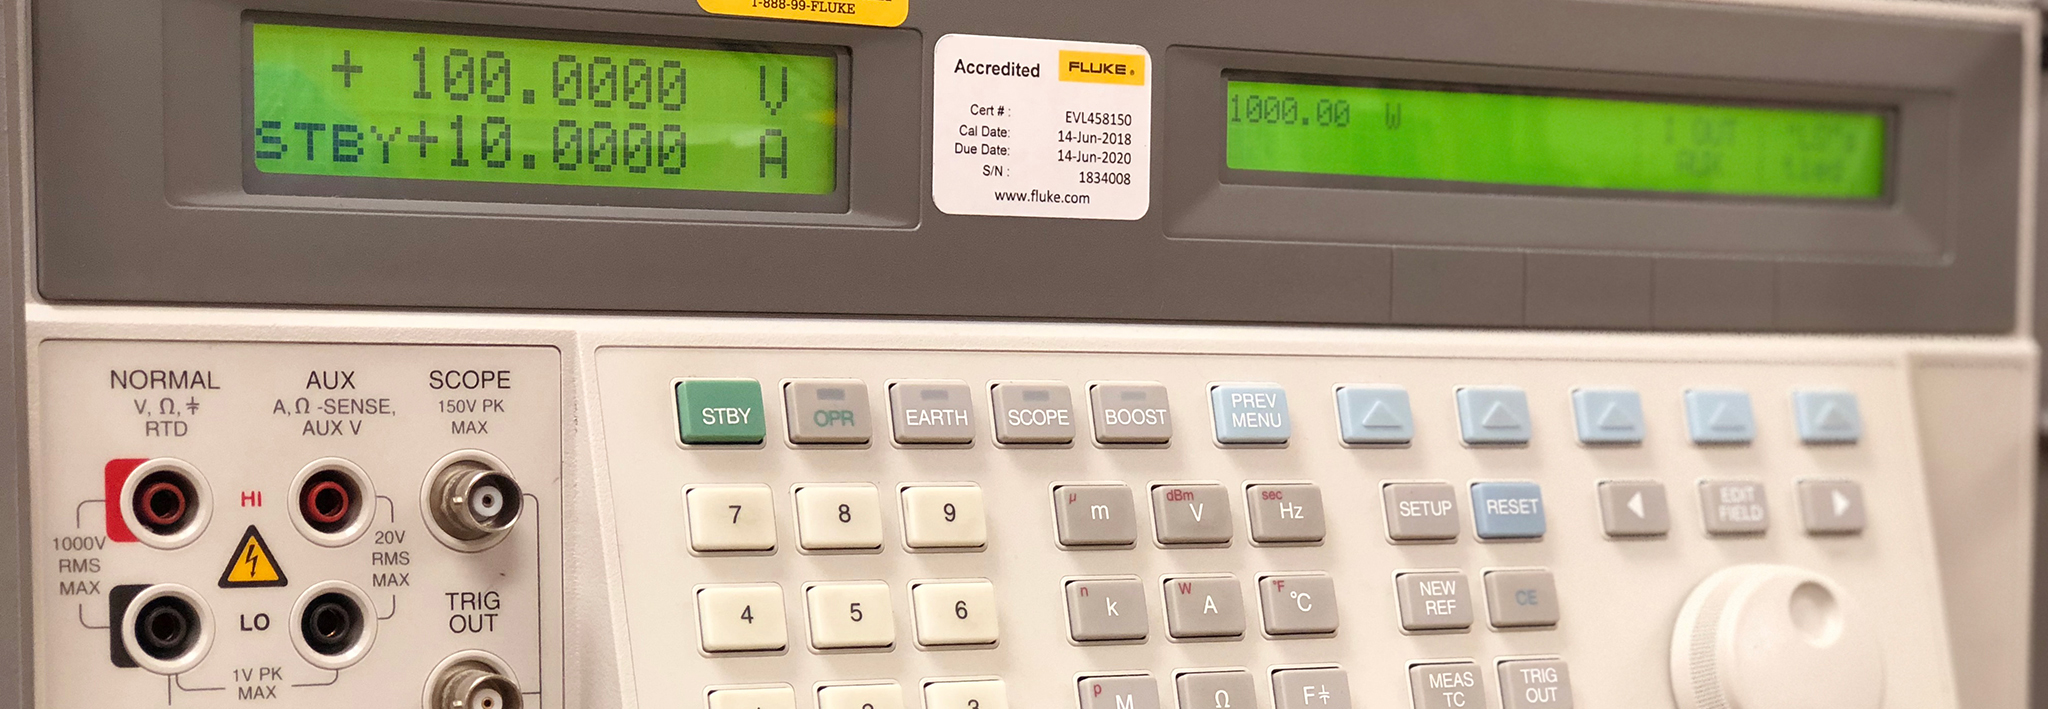 1-888-99-FLUKE
+ 100.0000 V
STBY+10.0000 A
Accredited FLUKE®
Cert # : EVL458150
Cal Date: 14-Jun-2018
Due Date: 14-Jun-2020
S/N : 1834008
www.fluke.com
1000.00 W
I OUT
AUX tied
NORMAL
V, Ω, ⏚
RTD
AUX
A, Ω -SENSE,
AUX V
SCOPE
150V PK
MAX
HI
1000V
RMS
MAX
20V
RMS
MAX
LO
1V PK
MAX
TRIG
OUT
STBY
OPR
EARTH
SCOPE
BOOST
PREV
MENU
7 8 9
µ m
dBm V
sec Hz
SETUP
RESET
EDIT
FIELD
4 5 6
n k
W A
°F °C
NEW
REF
CE
p M
Ω
F
MEAS
TC
TRIG
OUT